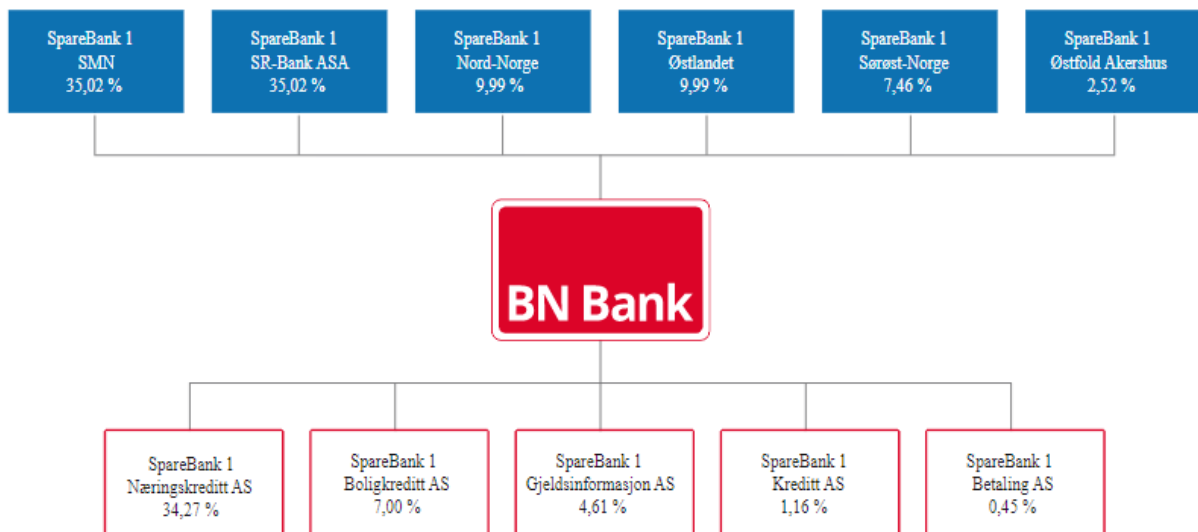 SpareBank 1
SMN
35,02 %
SpareBank 1
SR-Bank ASA
35,02 %
SpareBank 1
Nord-Norge
9,99 %
SpareBank 1
Østlandet
9,99 %
SpareBank 1
Sørøst-Norge
7,46 %
SpareBank 1
Østfold Akershus
2,52 %
BN Bank
SpareBank 1
Næringskreditt AS
34,27 %
SpareBank 1
Boligkreditt AS
7,00 %
SpareBank 1
Gjeldsinformasjon AS
4,61 %
SpareBank 1
Kreditt AS
1,16 %
SpareBank 1
Betaling AS
0,45 %